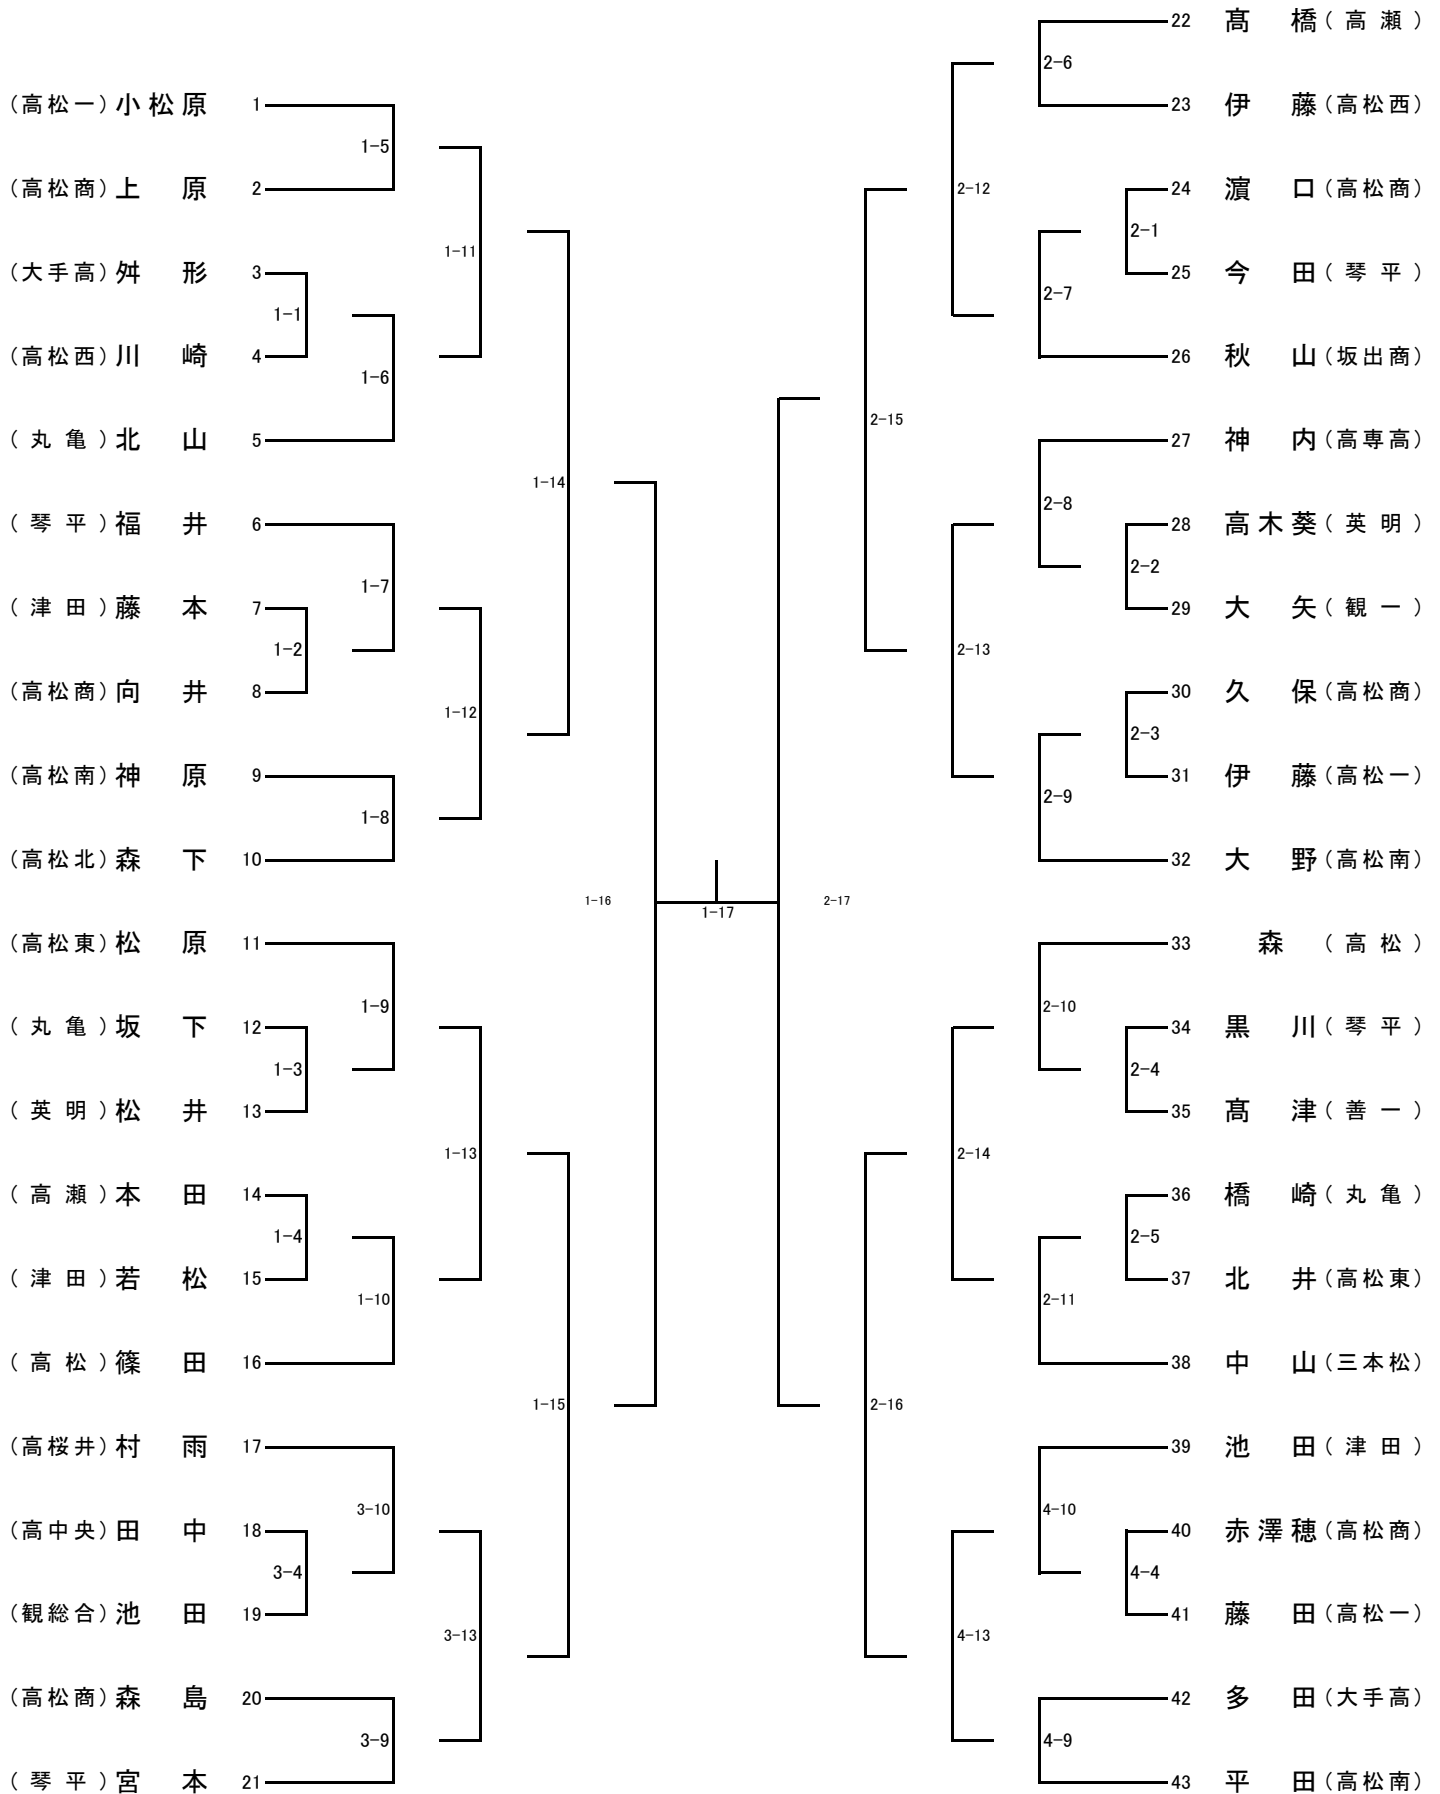 (高松一) 小松原 1
1-5
(高松商) 上原 2
1-11
(大手高) 舛形 3
1-1
(高松西) 川崎 4
1-6
(丸亀) 北山 5
1-14
(琴平) 福井 6
1-7
(津田) 藤本 7
1-2
(高松商) 向井 8
1-12
(高松南) 神原 9
1-8
(高松北) 森下 10
1-16
(高松東) 松原 11
1-9
(丸亀) 坂下 12
1-3
(英明) 松井 13
1-13
(高瀬) 本田 14
1-4
(津田) 若松 15
1-10
(高松) 篠田 16
1-15
(高桜井) 村雨 17
3-10
(高中央) 田中 18
3-4
(観総合) 池田 19
3-13
(高松商) 森島 20
3-9
(琴平) 宮本 21
1-17
22 髙橋 (高瀬)
2-6
23 伊藤 (高松西)
2-12
24 濵口 (高松商)
2-1
25 今田 (琴平)
2-7
26 秋山 (坂出商)
2-15
27 神内 (高専高)
2-8
28 高木葵 (英明)
2-2
29 大矢 (観一)
2-13
30 久保 (高松商)
2-3
31 伊藤 (高松一)
2-9
32 大野 (高松南)
2-17
33 森 (高松)
2-10
34 黒川 (琴平)
2-4
35 髙津 (善一)
2-14
36 橋崎 (丸亀)
2-5
37 北井 (高松東)
2-11
38 中山 (三本松)
2-16
39 池田 (津田)
4-10
40 赤澤穂 (高松商)
4-4
41 藤田 (高松一)
4-13
42 多田 (大手高)
4-9
43 平田 (高松南)